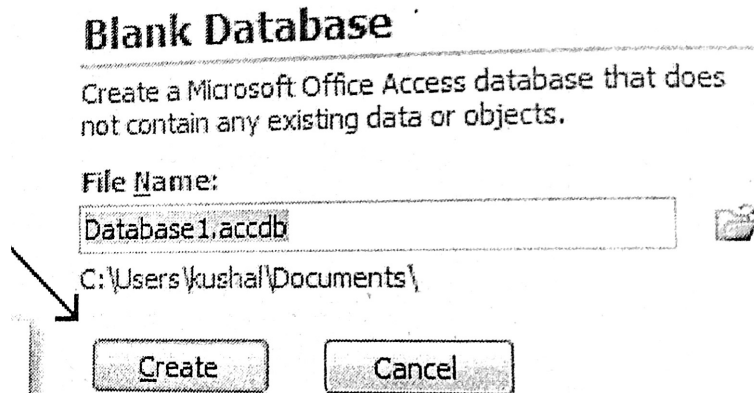 Blank Database
Create a Microsoft Office Access database that does
not contain any existing data or objects.
File Name:
Database1.accdb
C:\Users\kushal\Documents\
Create
Cancel